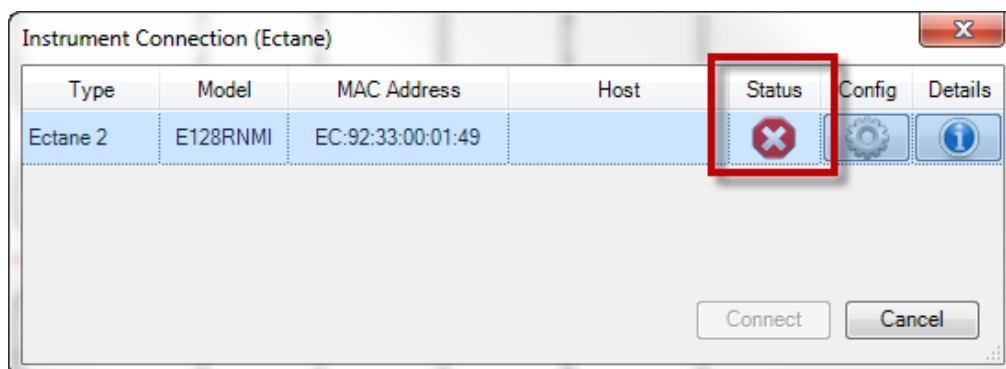 Instrument Connection (Ectane)
Type Model MAC Address Host Status Config Details
Ectane 2 E128RNMI EC:92:33:00:01:49
Connect Cancel